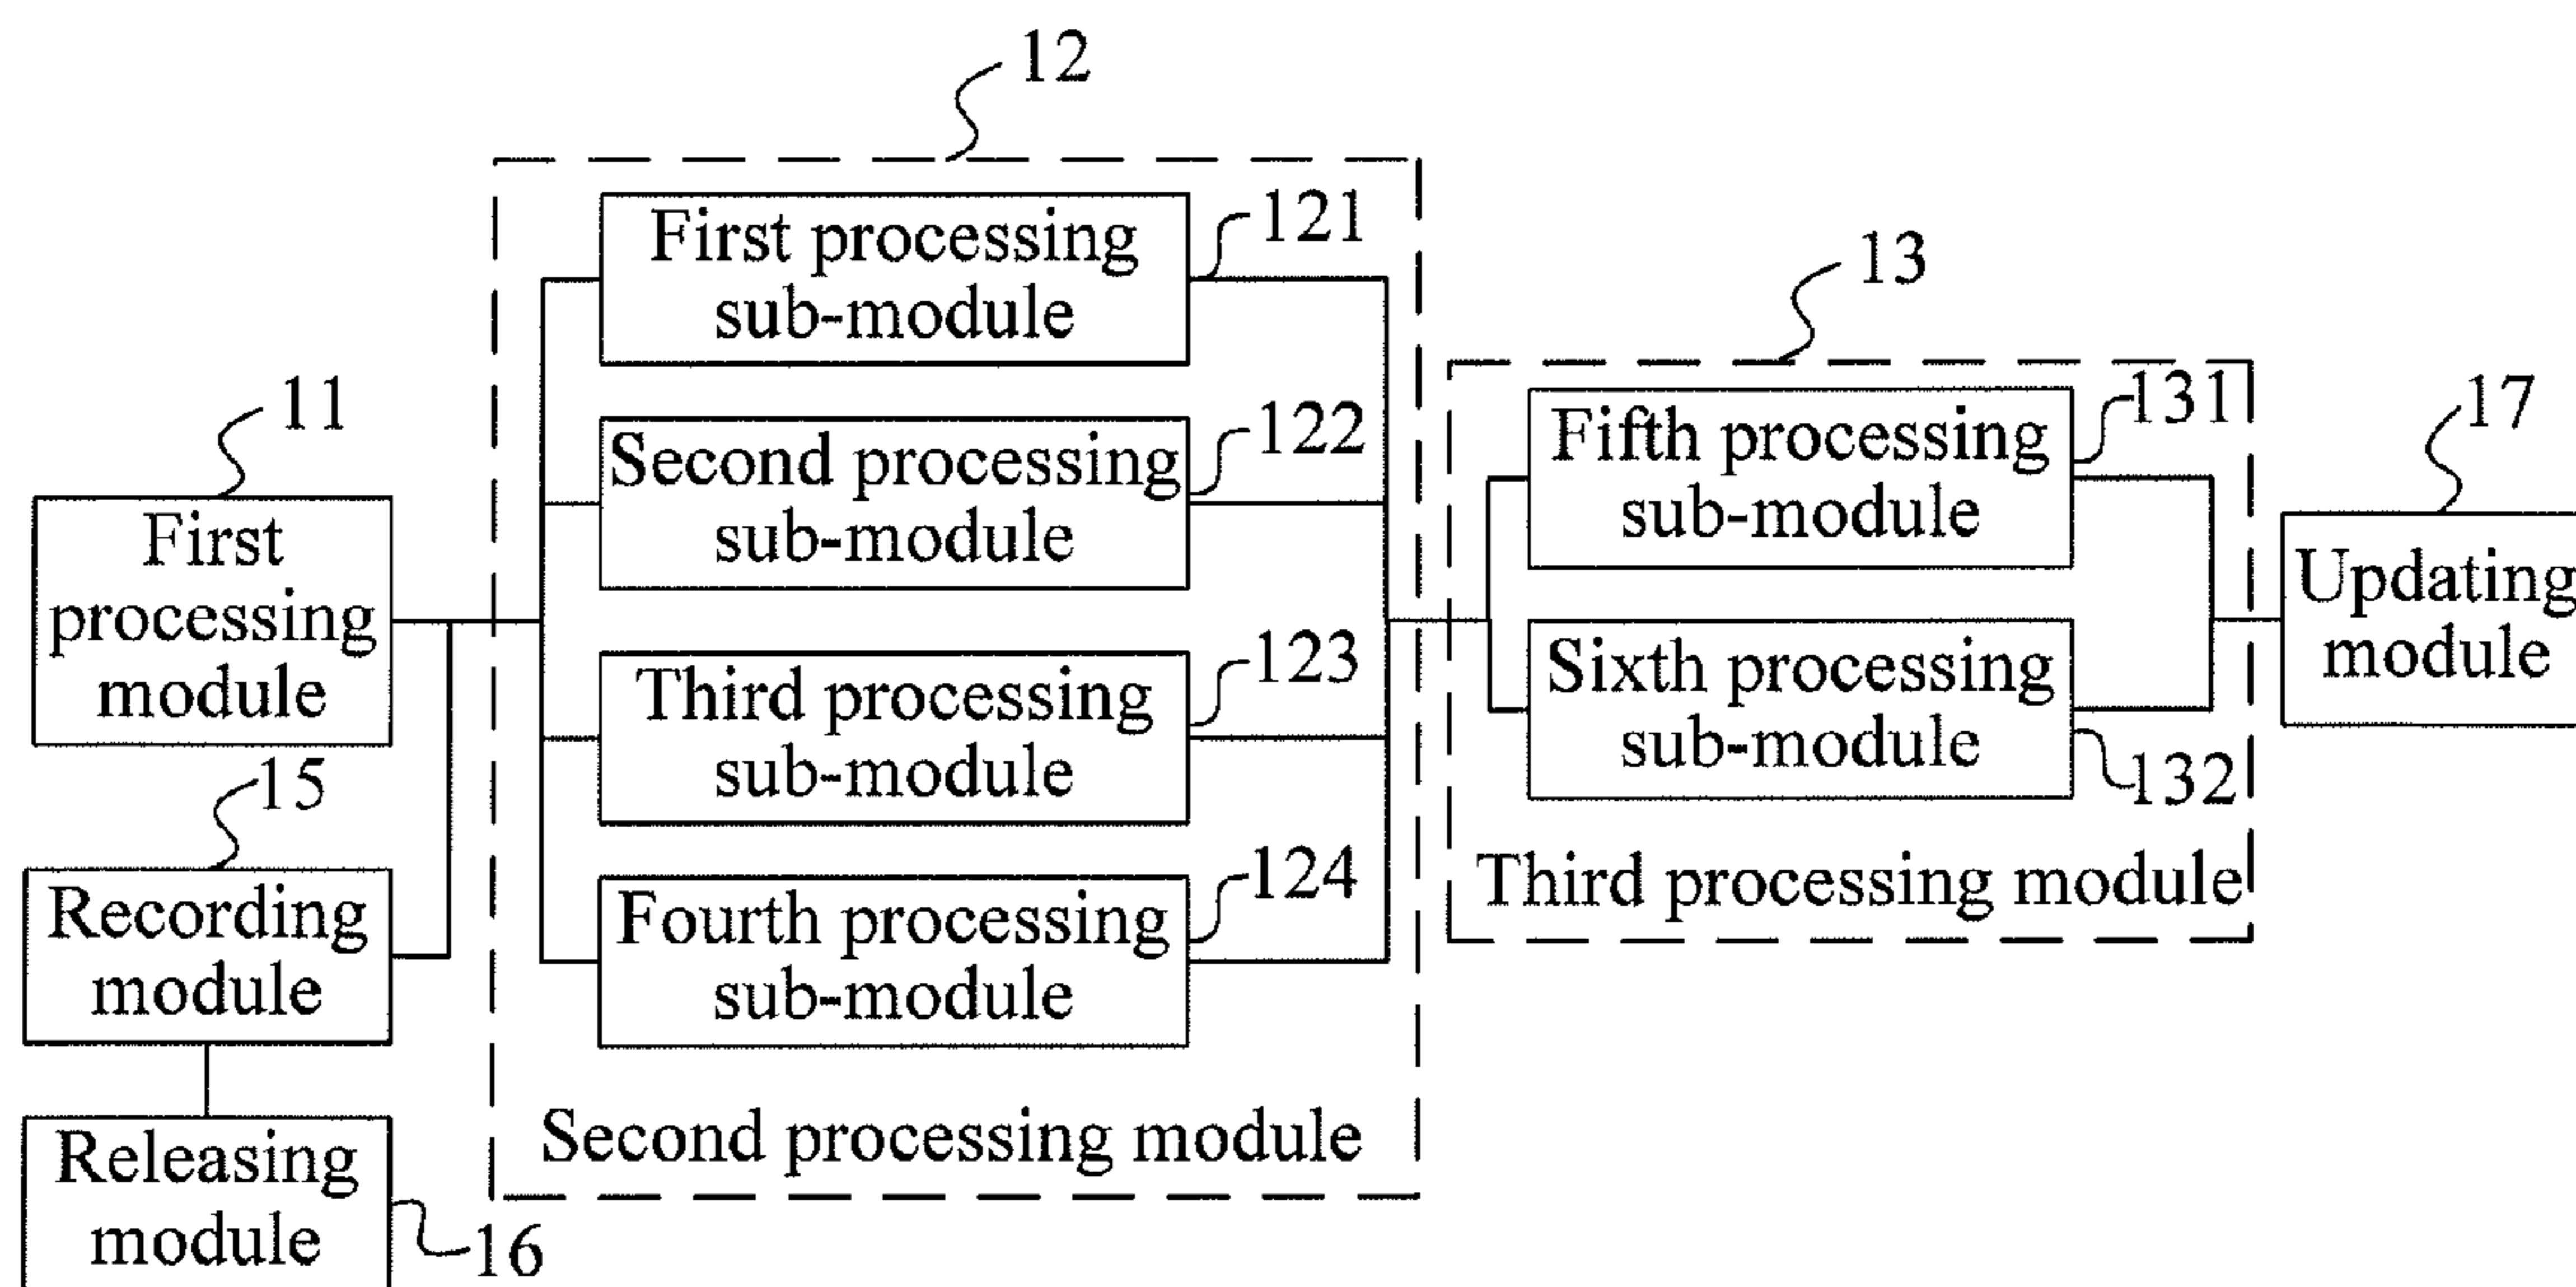 12
First processing
sub-module
121
Second processing
sub-module
122
Third processing
sub-module
123
Fourth processing
sub-module
124
Second processing module
11
First
processing
module
15
Recording
module
Releasing
module
16
13
Fifth processing
sub-module
131
Sixth processing
sub-module
132
Third processing module
17
Updating
module